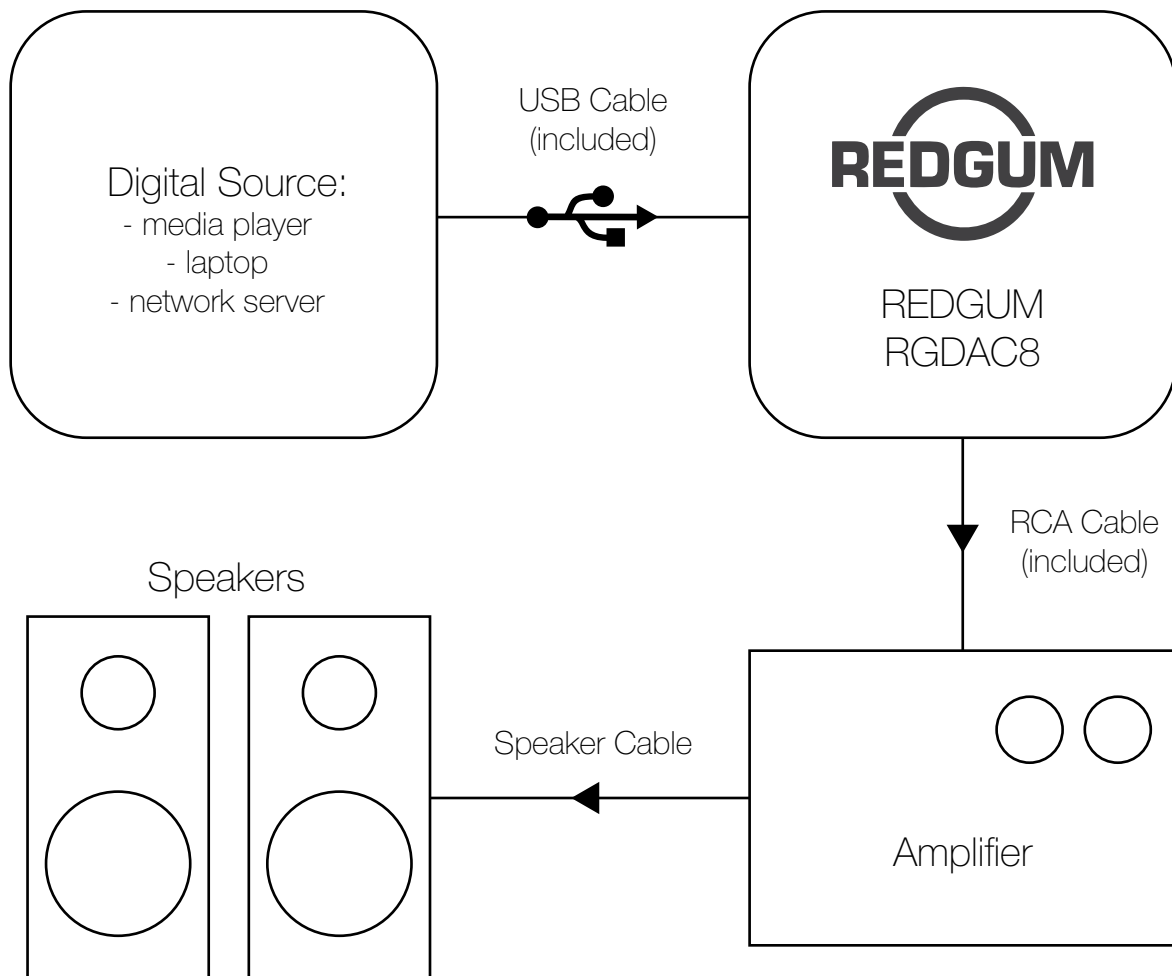 Digital Source:
- media player
- laptop
- network server
USB Cable
(included)
REDGUM
REDGUM
RGDAC8
RCA Cable
(included)
Speakers
Speaker Cable
Amplifier